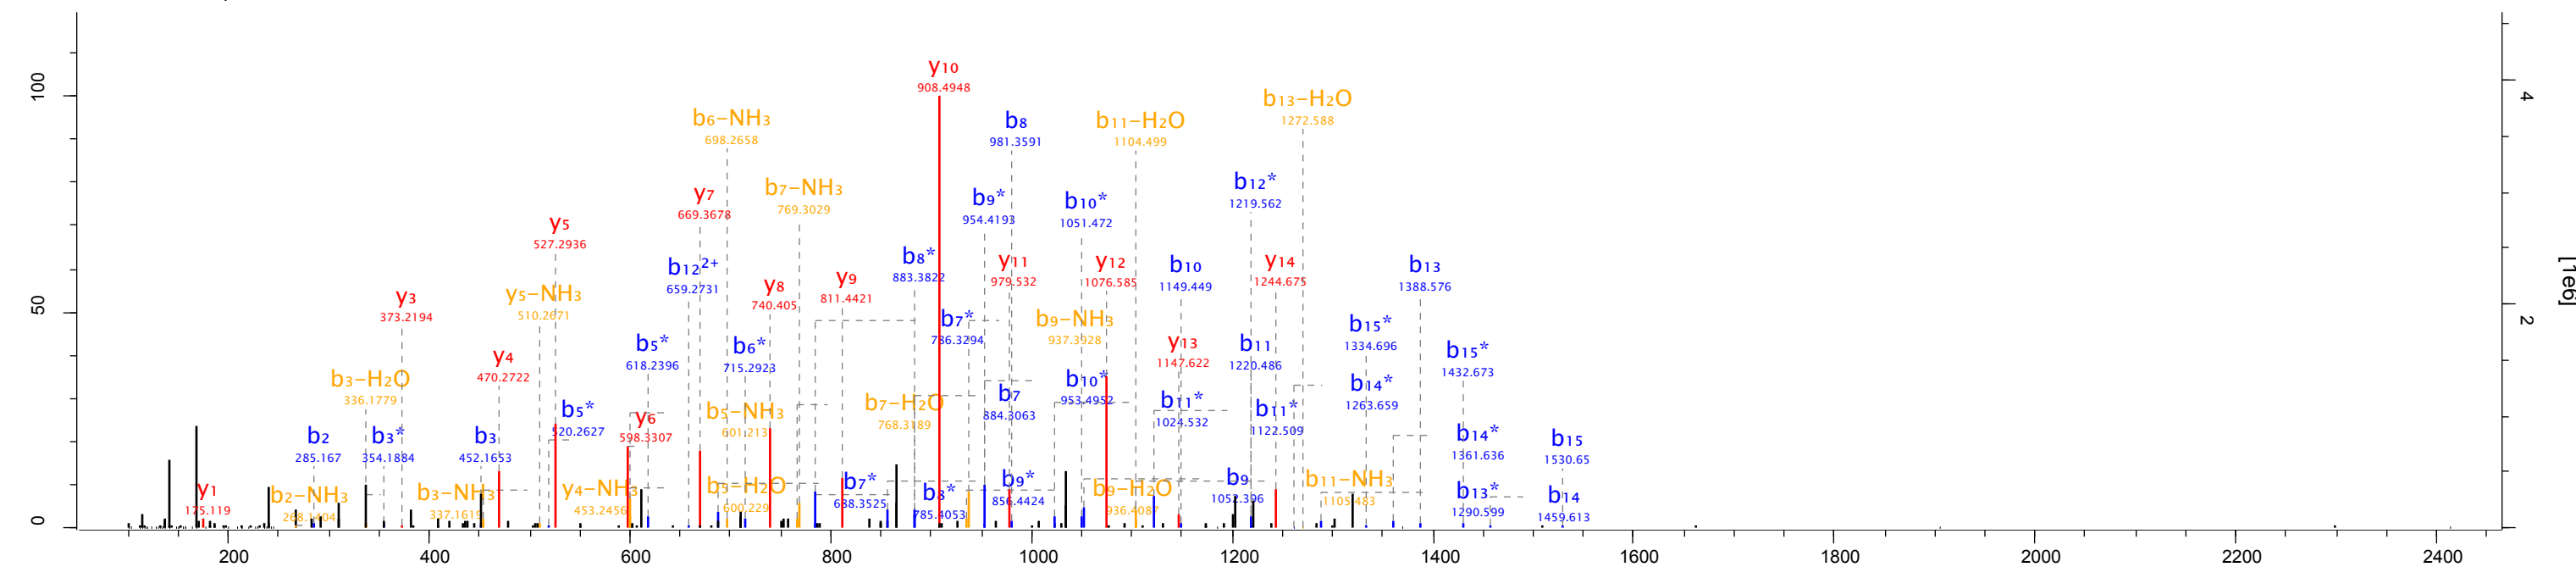 100
50
0
4
2
[1e6]
y10
908.4948
b13-H2O
1272.588
b6-NH3
698.2658
b8
981.3591
b11-H2O
1104.499
b7-NH3
769.3029
b12*
1219.562
y7
669.3678
b9*
954.4193
b10*
1051.472
y5
527.2936
b12 2+
659.2731
b8*
883.3822
y11
979.532
y12
1076.585
b10
1149.449
y14
1244.675
b13
1388.576
y8
740.405
y9
811.4421
y3
373.2194
y5-NH3
510.2671
b7*
786.3294
b9-NH3
937.3928
b15*
1334.696
b5*
618.2396
b6*
715.2923
y13
1147.622
b11
1220.486
b15*
1432.673
y4
470.2722
b3-H2O
336.1779
b7
884.3063
b10*
953.4952
b14*
1263.659
b5*
520.2627
b5-NH3
601.213
b7-H2O
768.3189
b11*
1024.532
b11*
1122.509
b2
285.167
b3*
354.1884
b3
452.1653
y6
598.3307
b14*
1361.636
b15
1530.65
y1
175.119
b2-NH3
268.1404
b3-NH3
337.1619
y4-NH3
453.2456
b5-H2O
600.229
b7*
688.3525
b8*
785.4053
b9*
856.4424
b9-H2O
936.4087
b9
1052.396
b11-NH3
1105.483
b13*
1290.599
b14
1459.613
200
400
600
800
1000
1200
1400
1600
1800
2000
2200
2400